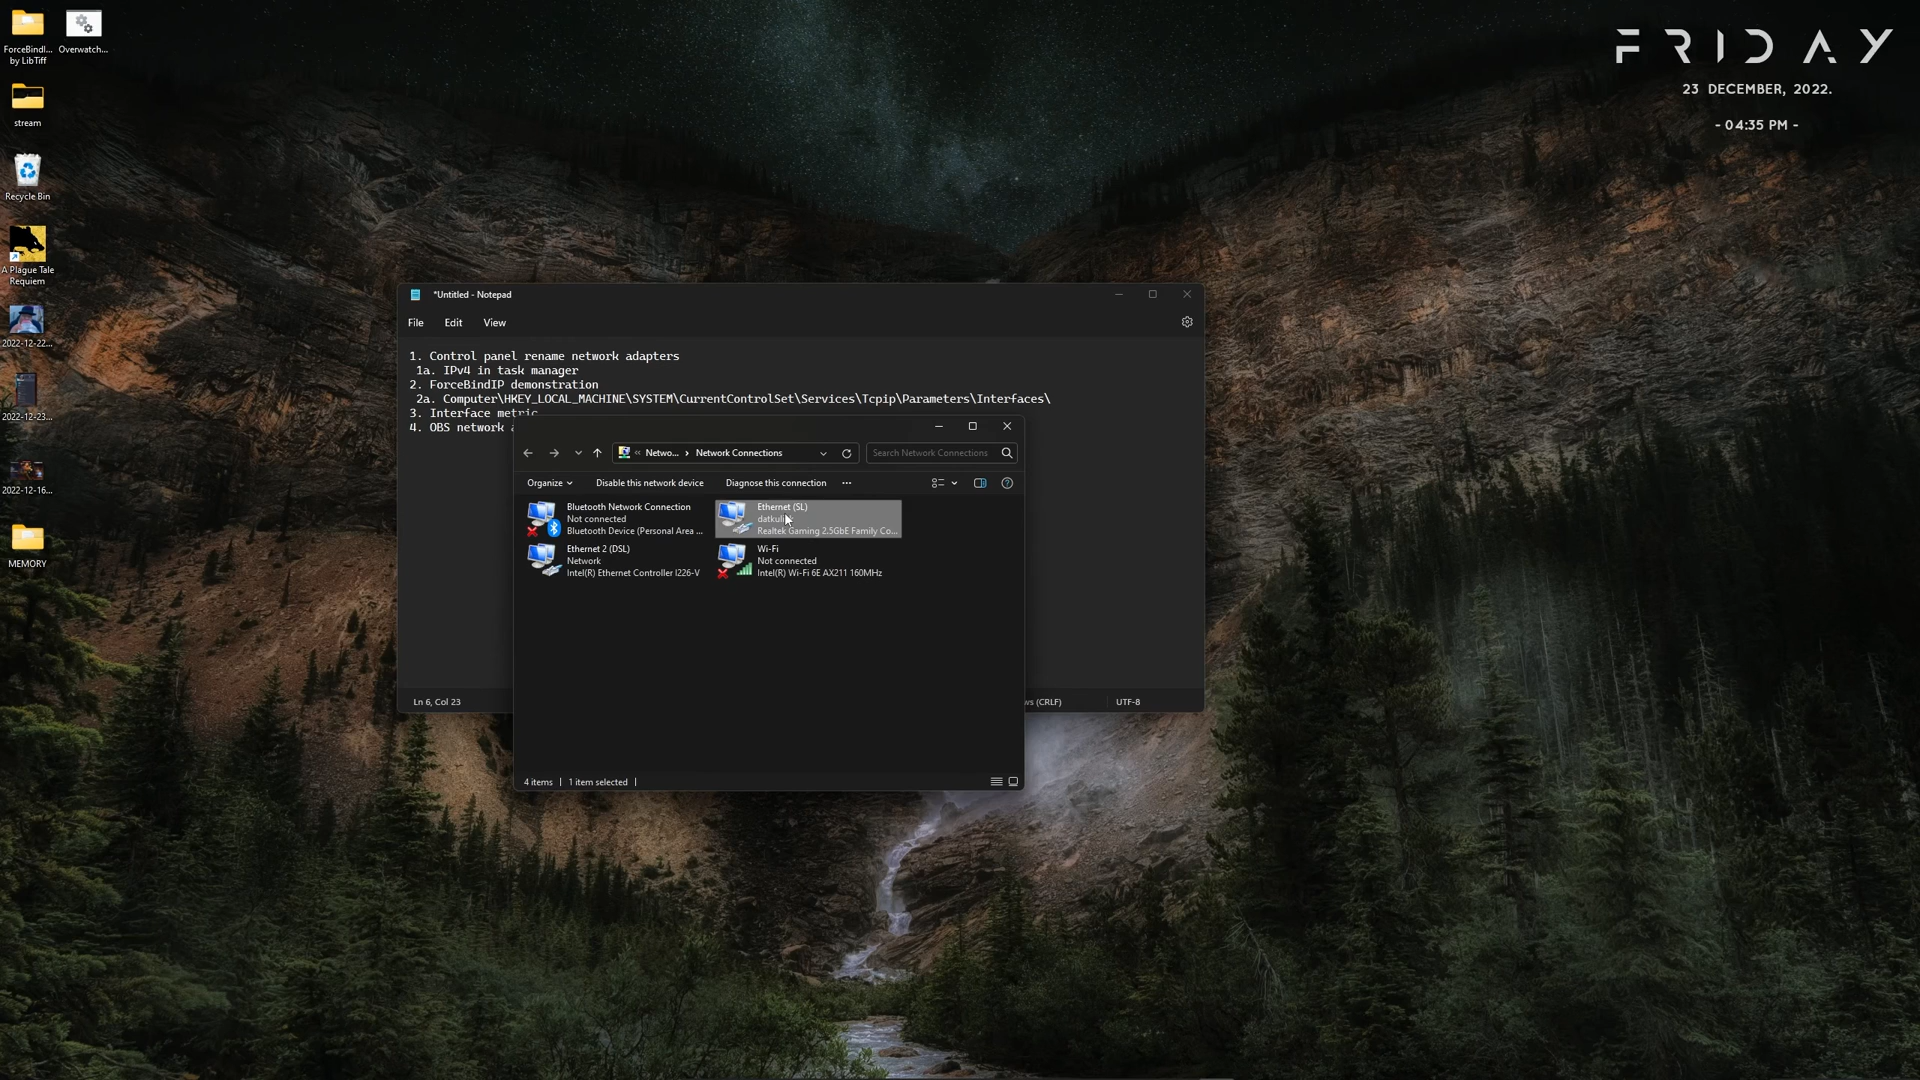 ForceBindI...
by LibTiff
Overwatch...
stream
Recycle Bin
A Plague Tale
Requiem
2022-12-22...
2022-12-23...
2022-12-16...
MEMORY
FRIDAY
23 DECEMBER, 2022.
- 04:35 PM -
*Untitled - Notepad
File Edit View
1. Control panel rename network adapters
1a. IPv4 in task manager
2. ForceBindIP demonstration
2a. Computer\HKEY_LOCAL_MACHINE\SYSTEM\CurrentControlSet\Services\Tcpip\Parameters\Interfaces\
3. Interface metric
4. OBS network
Ln 6, Col 23
(CRLF)
UTF-8
« Netwo... › Network Connections
Search Network Connections
Organize Disable this network device Diagnose this connection ...
Bluetooth Network Connection
Not connected
Bluetooth Device (Personal Area ...
Ethernet (SL)
Realtek Gaming 2.5GbE Family Co...
Ethernet 2 (DSL)
Network
Intel(R) Ethernet Controller I226-V
Wi-Fi
Not connected
Intel(R) Wi-Fi 6E AX211 160MHz
4 items 1 item selected